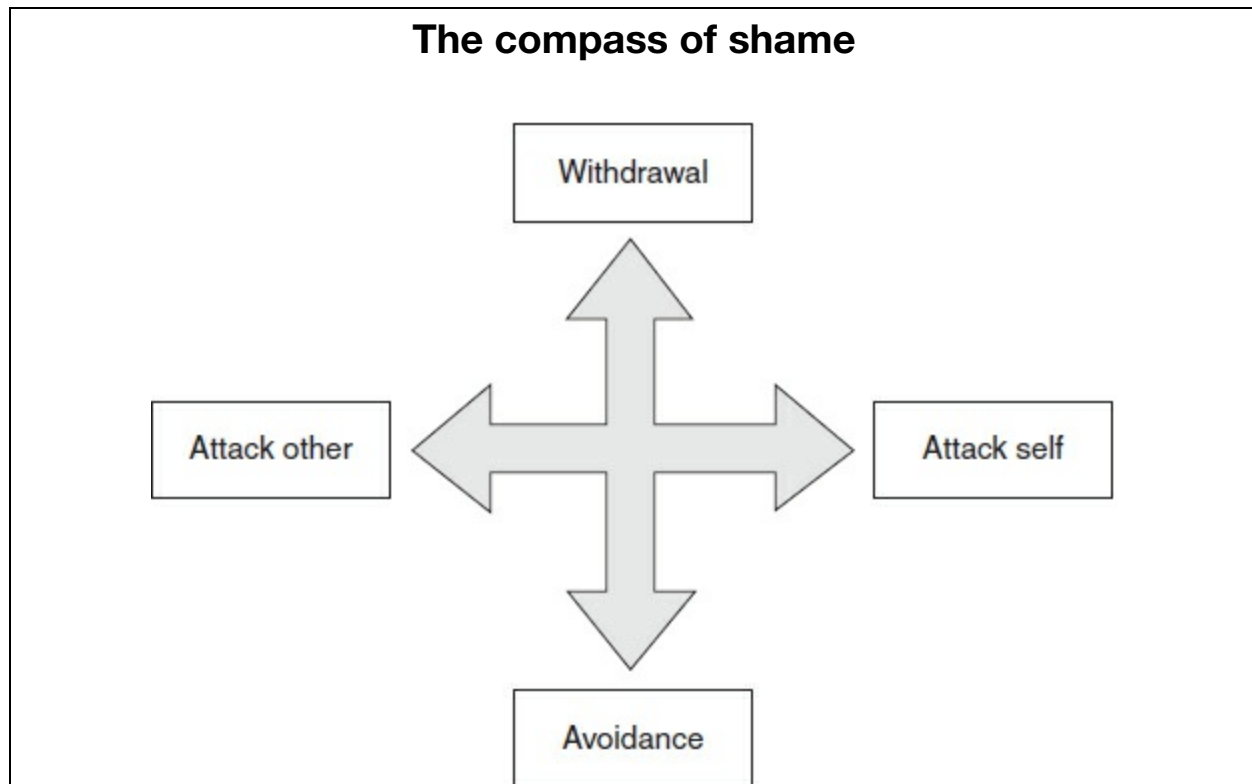 The compass of shame
Withdrawal
Attack other
Attack self
Avoidance